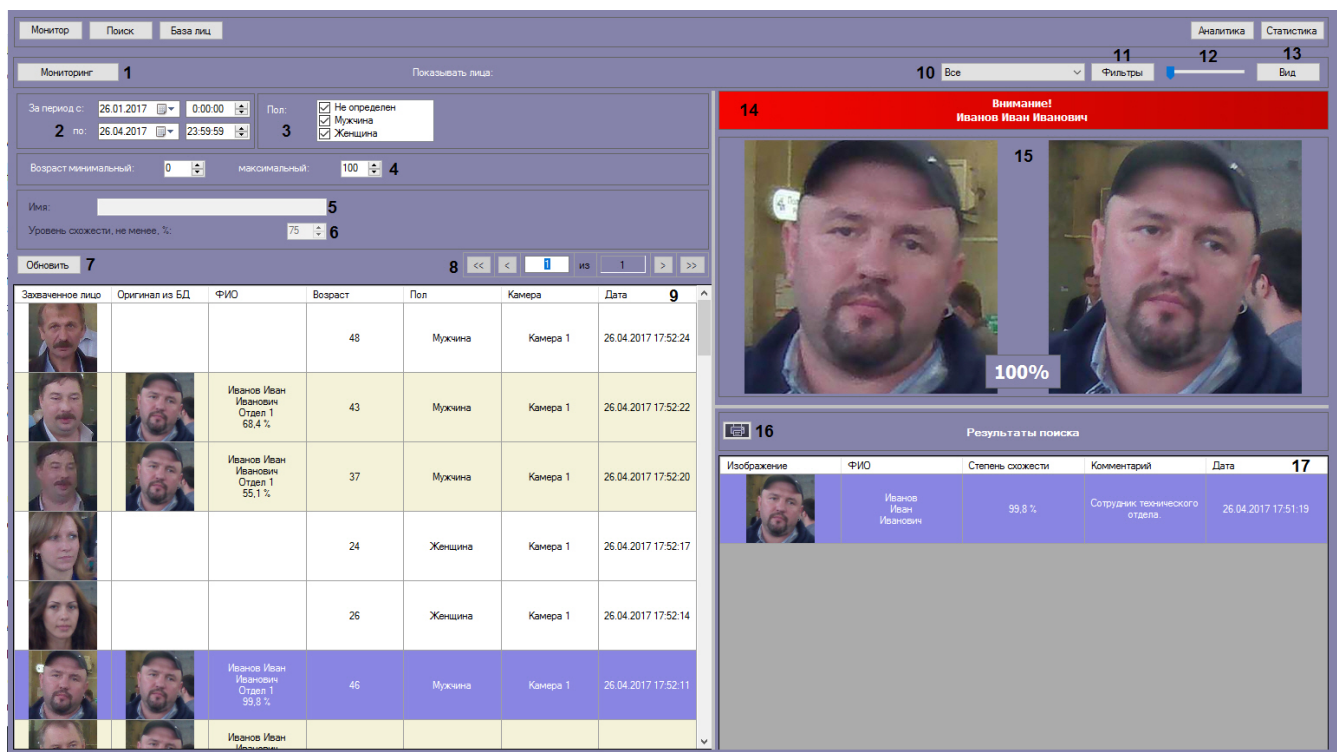 Монитор Поиск База лиц Аналитика Статистика
Мониторинг 1 Показывать лица: 10 Все 11 Фильтры 12 13 Вид
За период с: 26.01.2017 0:00:00
2 по: 26.04.2017 23:59:59
Пол: 3
Не определен
Мужчина
Женщина
Возраст минимальный: 0 максимальный: 100 4
Имя: 5
Уровень схожести, не менее, %: 75 6
Обновить 7 8 << < 1 из 1 > >>
Захваченное лицо Оригинал из БД ФИО Возраст Пол Камера Дата 9
48 Мужчина Камера 1 26.04.2017 17:52:24
Иванов Иван
Иванович
Отдел 1
68,4 %
43 Мужчина Камера 1 26.04.2017 17:52:22
Иванов Иван
Иванович
Отдел 1
55,1 %
37 Мужчина Камера 1 26.04.2017 17:52:20
24 Женщина Камера 1 26.04.2017 17:52:17
26 Женщина Камера 1 26.04.2017 17:52:14
Иванов Иван
Иванович
Отдел 1
99,8 %
46 Мужчина Камера 1 26.04.2017 17:52:11
Иванов Иван
Иванович
14 Внимание!
Иванов Иван Иванович
15
100%
16 Результаты поиска
Изображение ФИО Степень схожести Комментарий Дата 17
Иванов
Иван
Иванович
99,8 %
Сотрудник технического
отдела.
26.04.2017 17:51:19